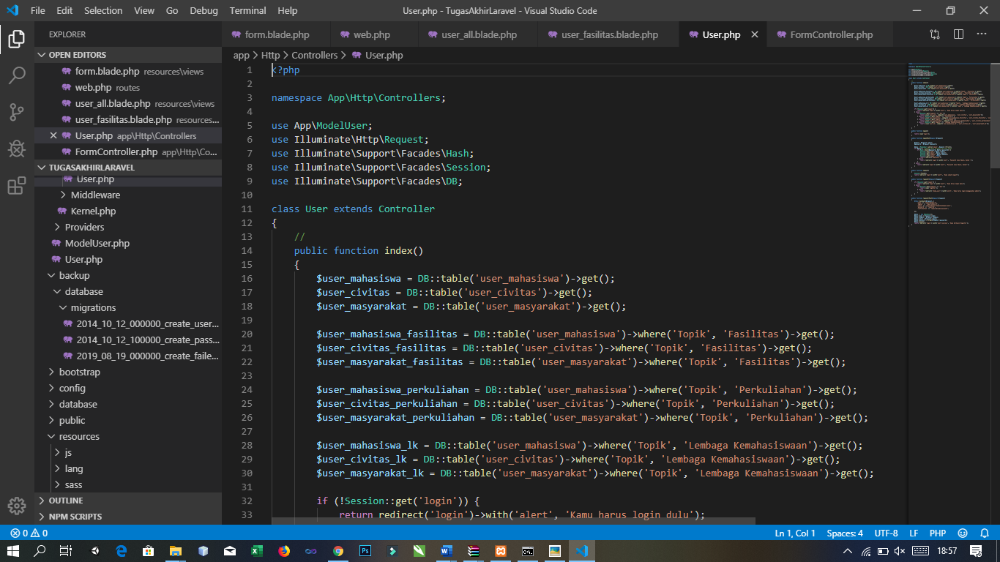 File Edit Selection View Go Debug Terminal Help
User.php - TugasAkhirLaravel - Visual Studio Code
EXPLORER
OPEN EDITORS
form.blade.php resources\views
web.php routes
user_all.blade.php resources\views
user_fasilitas.blade.php resources...
User.php app\Http\Controllers
FormController.php app\Http\Co...
TUGASAKHIRLARAVEL
User.php
Middleware
Kernel.php
Providers
ModelUser.php
User.php
backup
database
migrations
2014_10_12_000000_create_user...
2014_10_12_100000_create_pass...
2019_08_19_000000_create_faile...
bootstrap
config
database
public
resources
js
lang
sass
OUTLINE
NPM SCRIPTS
form.blade.php web.php user_all.blade.php user_fasilitas.blade.php User.php FormController.php
app > Http > Controllers > User.php
1 <?php
2
3 namespace App\Http\Controllers;
4
5 use App\ModelUser;
6 use Illuminate\Http\Request;
7 use Illuminate\Support\Facades\Hash;
8 use Illuminate\Support\Facades\Session;
9 use Illuminate\Support\Facades\DB;
10
11 class User extends Controller
12 {
13 //
14 public function index()
15 {
16 $user_mahasiswa = DB::table('user_mahasiswa')->get();
17 $user_civitas = DB::table('user_civitas')->get();
18 $user_masyarakat = DB::table('user_masyarakat')->get();
19
20 $user_mahasiswa_fasilitas = DB::table('user_mahasiswa')->where('Topik', 'Fasilitas')->get();
21 $user_civitas_fasilitas = DB::table('user_civitas')->where('Topik', 'Fasilitas')->get();
22 $user_masyarakat_fasilitas = DB::table('user_masyarakat')->where('Topik', 'Fasilitas')->get();
23
24 $user_mahasiswa_perkuliahan = DB::table('user_mahasiswa')->where('Topik', 'Perkuliahan')->get();
25 $user_civitas_perkuliahan = DB::table('user_civitas')->where('Topik', 'Perkuliahan')->get();
26 $user_masyarakat_perkuliahan = DB::table('user_masyarakat')->where('Topik', 'Perkuliahan')->get();
27
28 $user_mahasiswa_lk = DB::table('user_mahasiswa')->where('Topik', 'Lembaga Kemahasiswaan')->get();
29 $user_civitas_lk = DB::table('user_civitas')->where('Topik', 'Lembaga Kemahasiswaan')->get();
30 $user_masyarakat_lk = DB::table('user_masyarakat')->where('Topik', 'Lembaga Kemahasiswaan')->get();
31
32 if (!Session::get('login')) {
33 return redirect('login')->with('alert', 'Kamu harus login dulu');
0 0
Ln 1, Col 1 Spaces: 4 UTF-8 LF PHP
Ps
18:57